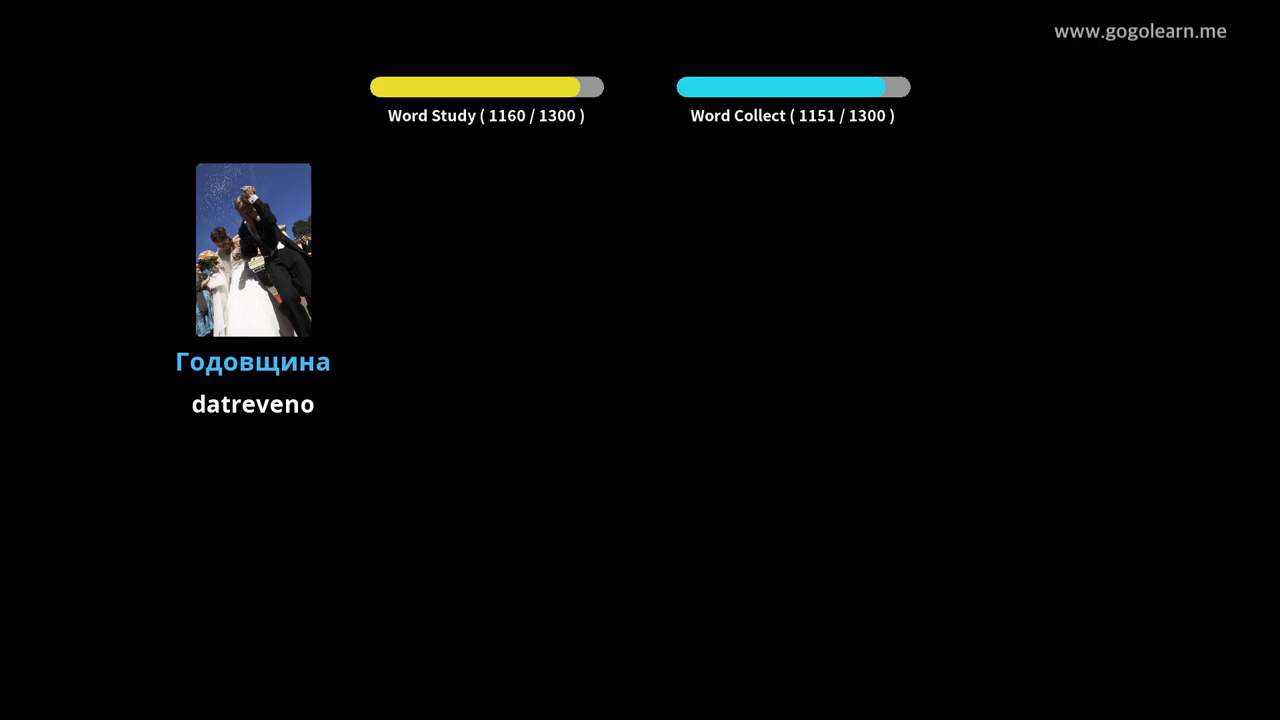 www.gogolearn.me
Word Study ( 1160 / 1300 )
Word Collect ( 1151 / 1300 )
Годовщина
datreveno